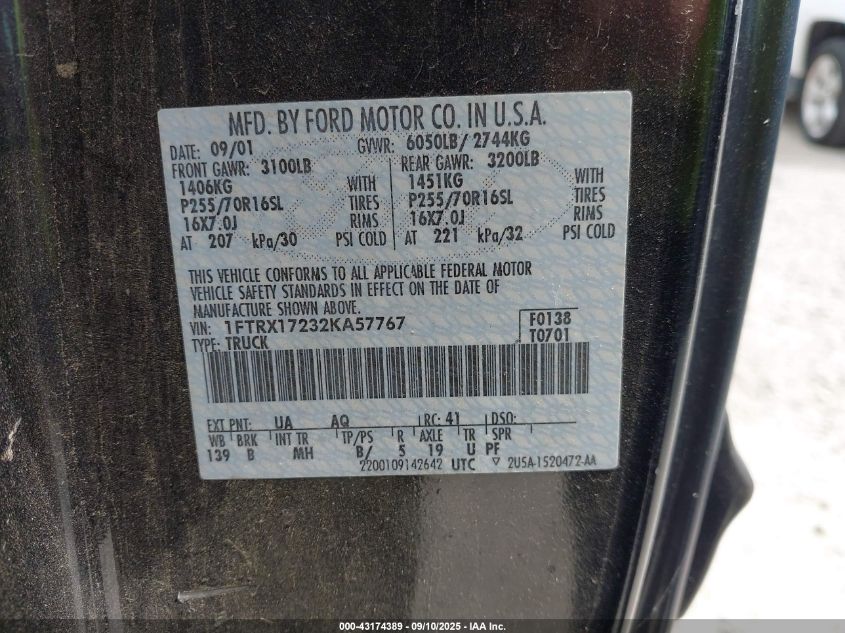 MFD. BY FORD MOTOR CO. IN U.S.A.
DATE: 09/01 GVWR: 6050LB/ 2744KG
FRONT GAWR: 3100LB REAR GAWR: 3200LB
1406KG WITH 1451KG WITH
P255/70R16SL TIRES P255/70R16SL TIRES
16X7.0J RIMS 16X7.0J RIMS
AT 207 kPa/30 PSI COLD AT 221 kPa/32 PSI COLD
THIS VEHICLE CONFORMS TO ALL APPLICABLE FEDERAL MOTOR
VEHICLE SAFETY STANDARDS IN EFFECT ON THE DATE OF
MANUFACTURE SHOWN ABOVE.
VIN: 1FTRX17232KA57767 F0138
TYPE: TRUCK T0701
EXT PNT: UA AQ RC: 41 DSO:
WB BRK INT TR TP/PS R AXLE TR SPR
139 B MH B/ 5 19 U PF
2200109142642 UTC ▽ 2U5A-1520472-AA
000-43174389 - 09/10/2025 - IAA Inc.